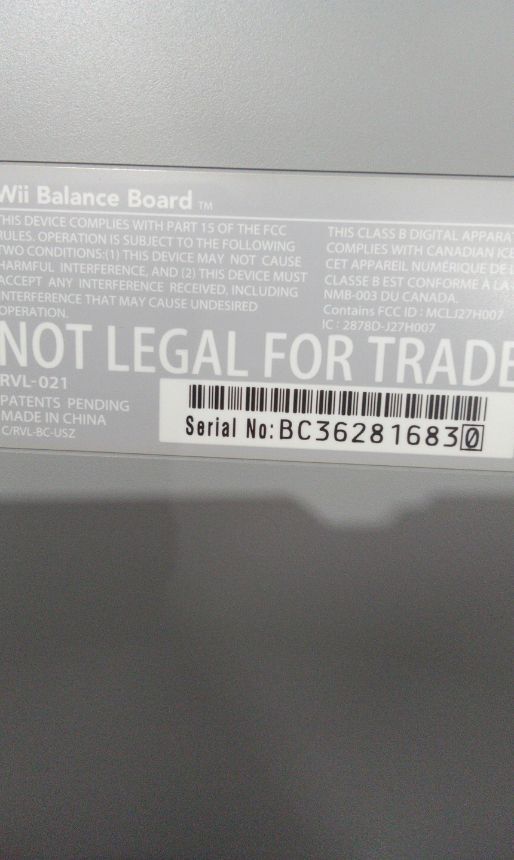 Wii Balance Board TM
THIS DEVICE COMPLIES WITH PART 15 OF THE FCC
RULES. OPERATION IS SUBJECT TO THE FOLLOWING
TWO CONDITIONS:(1) THIS DEVICE MAY NOT CAUSE
HARMFUL INTERFERENCE, AND (2) THIS DEVICE MUST
ACCEPT ANY INTERFERENCE RECEIVED, INCLUDING
INTERFERENCE THAT MAY CAUSE UNDESIRED
OPERATION.
THIS CLASS B DIGITAL APPARAT
COMPLIES WITH CANADIAN ICE
CET APPAREIL NUMÉRIQUE DE L
CLASSE B EST CONFORME À LA
NMB-003 DU CANADA.
Contains FCC ID : MCLJ27H007
IC : 2878D-J27H007
NOT LEGAL FOR TRADE
RVL-021
PATENTS PENDING
MADE IN CHINA
C/RVL-BC-USZ
Serial No:BC362816830